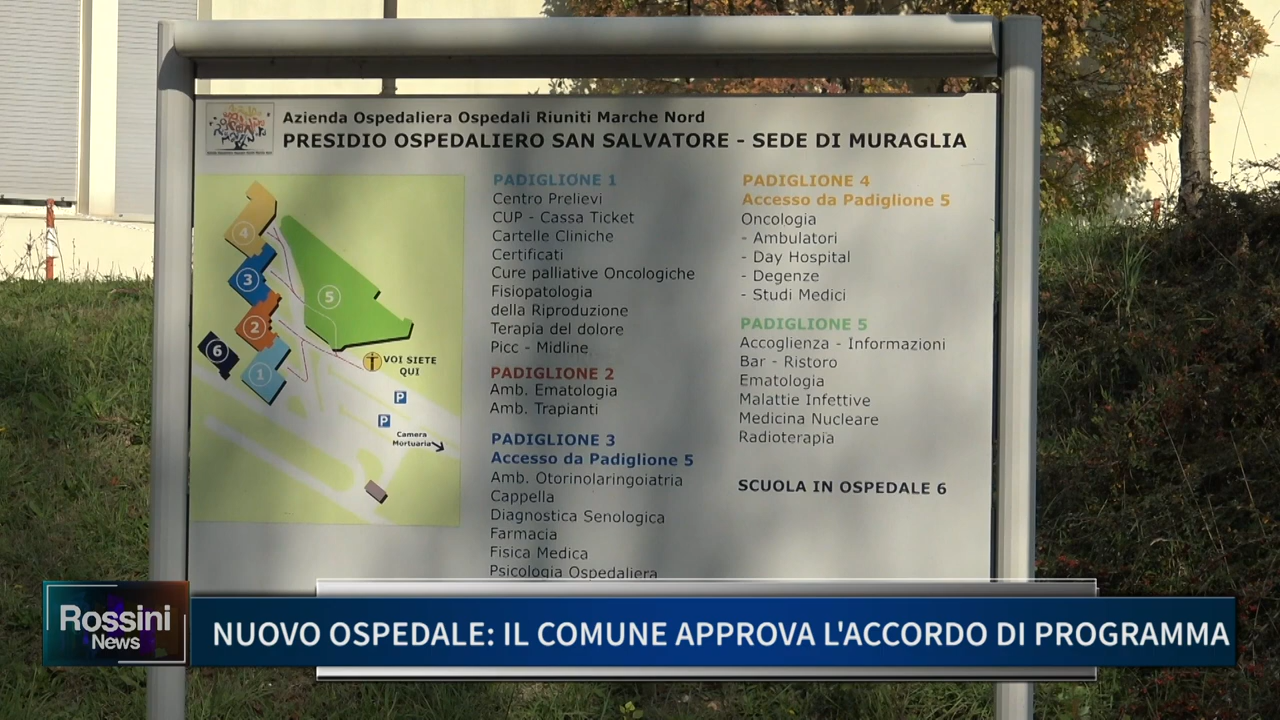 Azienda Ospedaliera Ospedali Riuniti Marche Nord
PRESIDIO OSPEDALIERO SAN SALVATORE - SEDE DI MURAGLIA
4
3
2
6
1
5
VOI SIETE
QUI
P
P
Camera
Mortuaria
PADIGLIONE 1
Centro Prelievi
CUP - Cassa Ticket
Cartelle Cliniche
Certificati
Cure palliative Oncologiche
Fisiopatologia
della Riproduzione
Terapia del dolore
Picc - Midline
PADIGLIONE 2
Amb. Ematologia
Amb. Trapianti
PADIGLIONE 3
Accesso da Padiglione 5
Amb. Otorinolaringoiatria
Cappella
Diagnostica Senologica
Farmacia
Fisica Medica
Psicologia Ospedaliera
PADIGLIONE 4
Accesso da Padiglione 5
Oncologia
- Ambulatori
- Day Hospital
- Degenze
- Studi Medici
PADIGLIONE 5
Accoglienza - Informazioni
Bar - Ristoro
Ematologia
Malattie Infettive
Medicina Nucleare
Radioterapia
SCUOLA IN OSPEDALE 6
Rossini
News
NUOVO OSPEDALE: IL COMUNE APPROVA L'ACCORDO DI PROGRAMMA